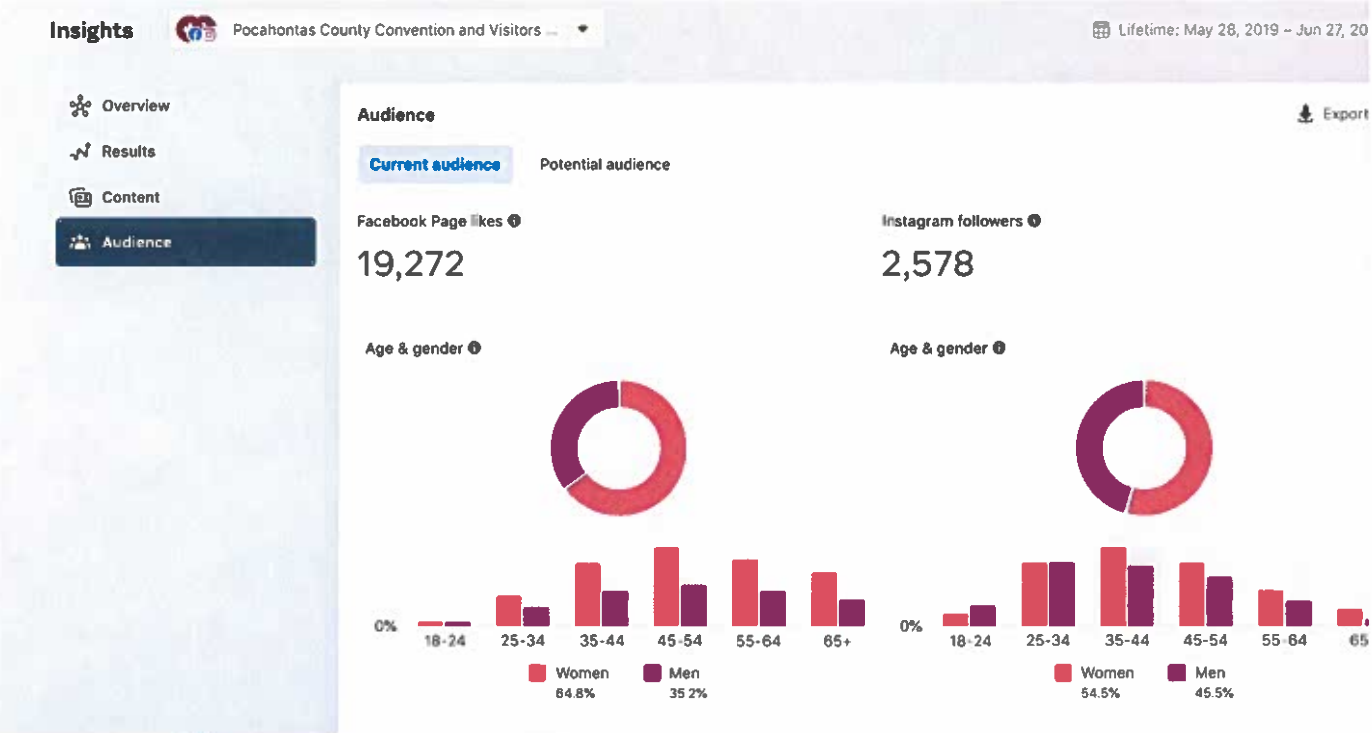 Insights
Pocahontas County Convention and Visitors ...
Lifetime: May 28, 2019 – Jun 27, 20
Overview
Results
Content
Audience
Audience
Export
Current audience
Potential audience
Facebook Page likes
19,272
Instagram followers
2,578
Age & gender
0%
18-24 25-34 35-44 45-54 55-64 65+
Women
64.8%
Men
35.2%
Age & gender
0%
18-24 25-34 35-44 45-54 55-64 65
Women
54.5%
Men
45.5%